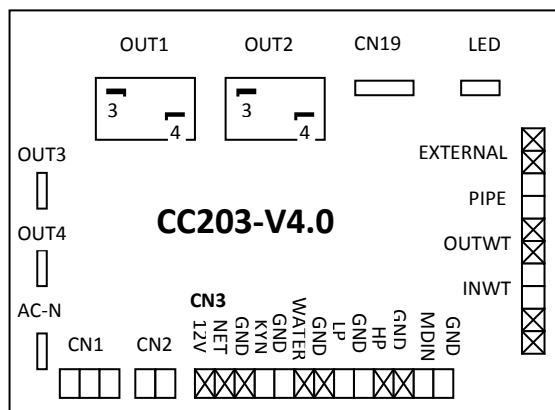 OUT1 OUT2 CN19 LED
3 4 3 4
OUT3
EXTERNAL
PIPE
CC203-V4.0
OUT4
OUTWT
INWT
AC-N
CN3
CN1 CN2
12V
NET
GND
KYN
GND
WATER
GND
LP
GND
HP
GND
MDIN
GND